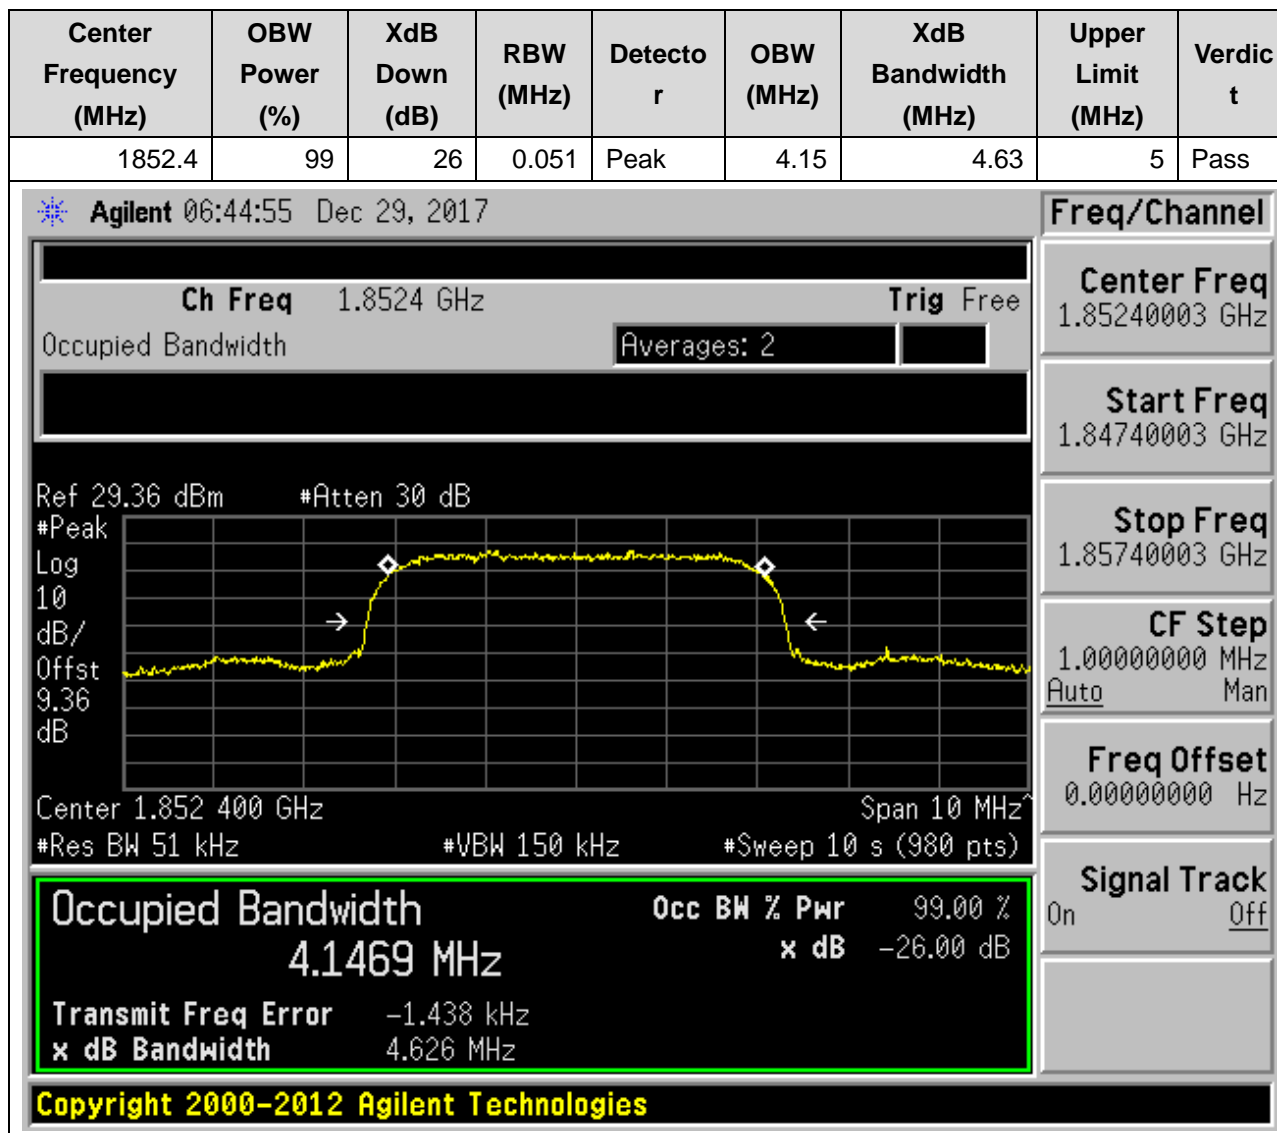 Center Frequency (MHz) OBW Power (%) XdB Down (dB) RBW (MHz) Detecto r OBW (MHz) XdB Bandwidth (MHz) Upper Limit (MHz) Verdic t
1852.4 99 26 0.051 Peak 4.15 4.63 5 Pass
Agilent 06:44:55 Dec 29, 2017
Ch Freq 1.8524 GHz Trig Free
Occupied Bandwidth Averages: 2
Ref 29.36 dBm #Atten 30 dB
#Peak
Log
10
dB/
Offst
9.36
dB
Center 1.852 400 GHz Span 10 MHz^
#Res BW 51 kHz #VBW 150 kHz #Sweep 10 s (980 pts)
Occupied Bandwidth Occ BW % Pwr 99.00 %
4.1469 MHz x dB -26.00 dB
Transmit Freq Error -1.438 kHz
x dB Bandwidth 4.626 MHz
Copyright 2000-2012 Agilent Technologies
Freq/Channel
Center Freq
1.85240003 GHz
Start Freq
1.84740003 GHz
Stop Freq
1.85740003 GHz
CF Step
1.00000000 MHz
Auto Man
Freq Offset
0.00000000 Hz
Signal Track
On Off